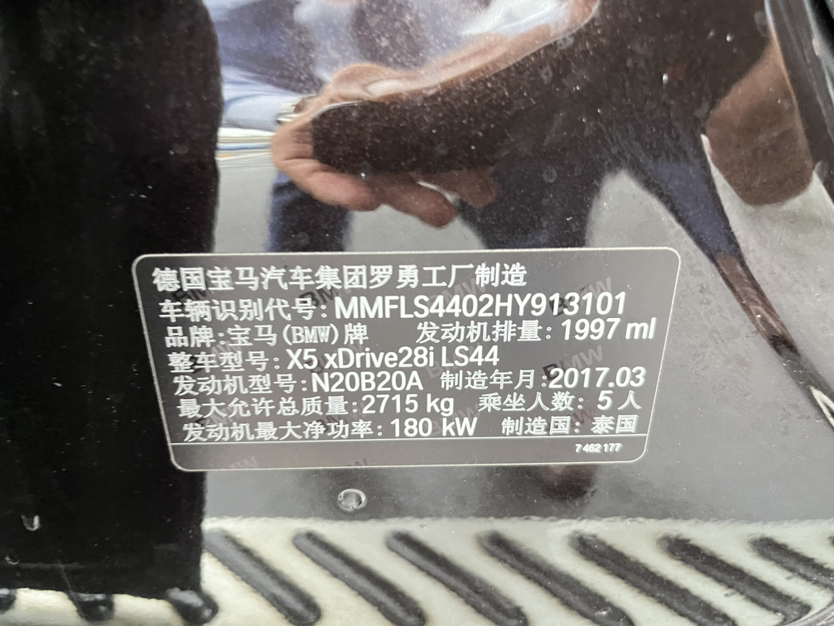 德国宝马汽车集团罗勇工厂制造
车辆识别代号:MMFLS4402HY913101
品牌:宝马(BMW)牌 发动机排量:1997 ml
整车型号:X5 xDrive28i LS44
发动机型号:N20B20A 制造年月:2017.03
最大允许总质量:2715 kg 乘坐人数:5人
发动机最大净功率:180 kW 制造国:泰国
7 462 177